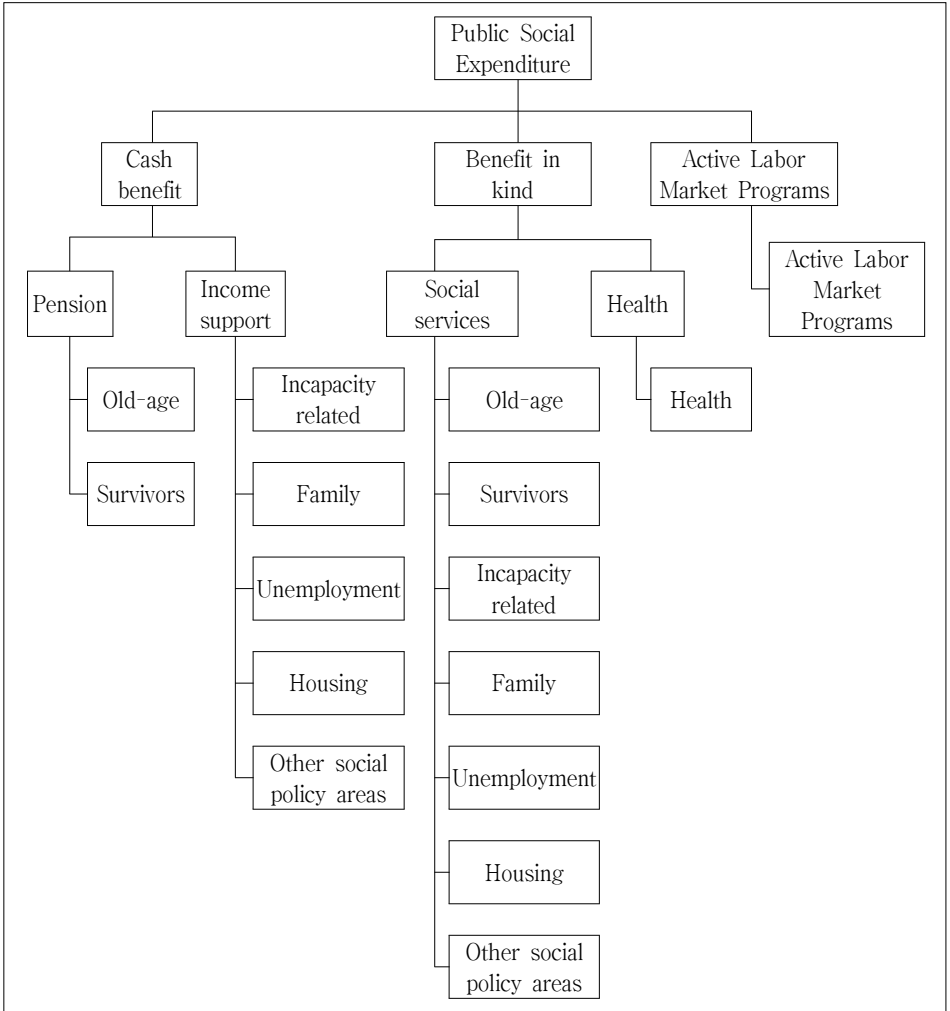 Public Social
Expenditure
Cash
benefit
Benefit in
kind
Active Labor
Market Programs
Pension
Income
support
Social
services
Health
Active Labor
Market
Programs
Old-age
Survivors
Incapacity
related
Family
Unemployment
Housing
Other social
policy areas
Old-age
Survivors
Incapacity
related
Family
Unemployment
Housing
Other social
policy areas
Health